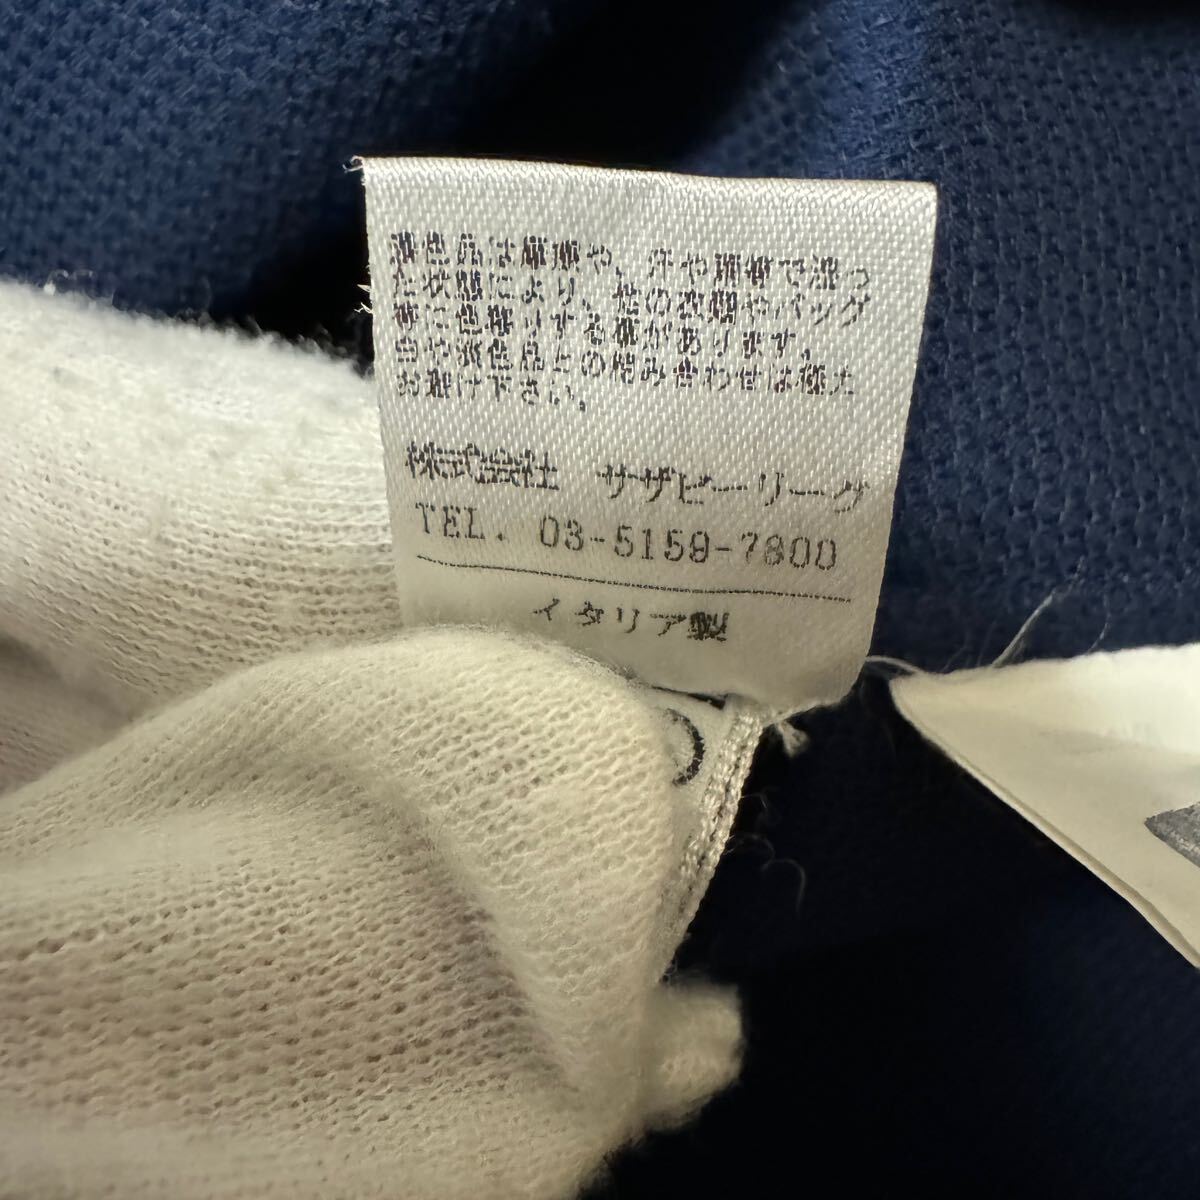 濃色品は摩擦や、汗や雨等で湿っ
た状態により、他の衣類やバッグ
等に色移りする事があります。
白や淡色品との組み合わせは極力
お避け下さい。
株式会社 サザビーリーグ
TEL. 03-5159-7800
イタリア製